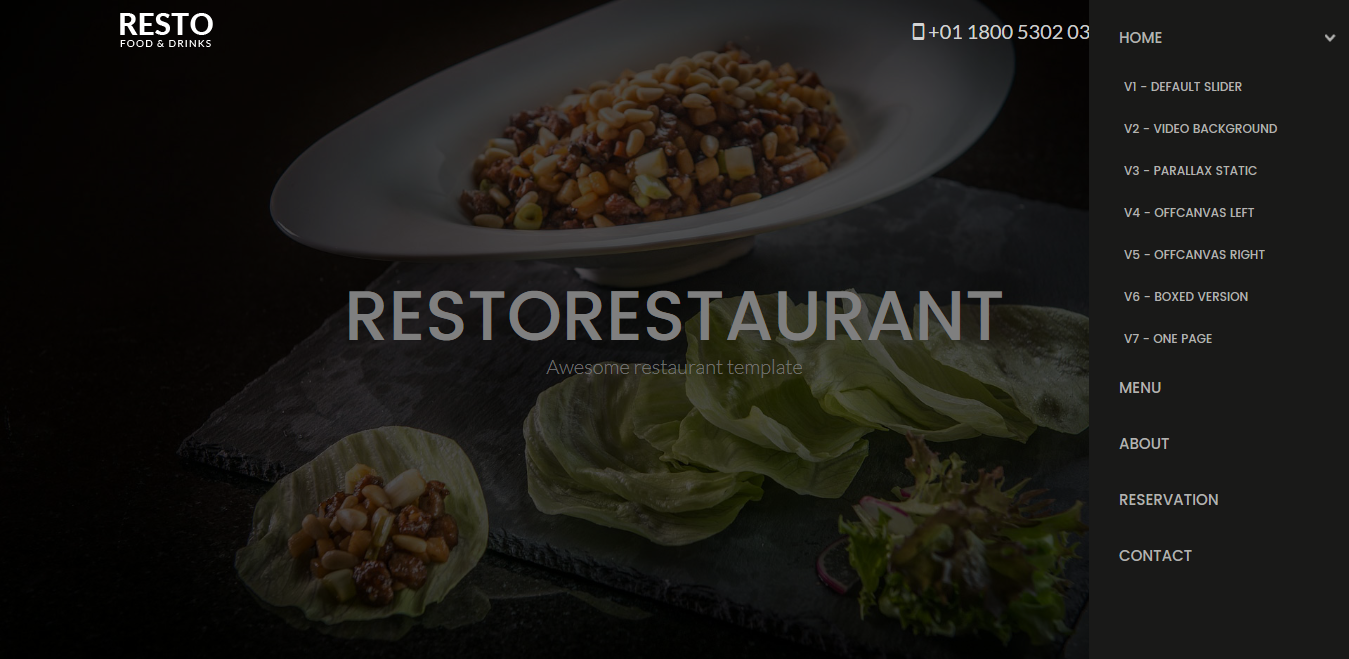 RESTO
FOOD & DRINKS
+01 1800 5302 03
RESTORESTAURANT
Awesome restaurant template
HOME
V1 - DEFAULT SLIDER
V2 - VIDEO BACKGROUND
V3 - PARALLAX STATIC
V4 - OFFCANVAS LEFT
V5 - OFFCANVAS RIGHT
V6 - BOXED VERSION
V7 - ONE PAGE
MENU
ABOUT
RESERVATION
CONTACT